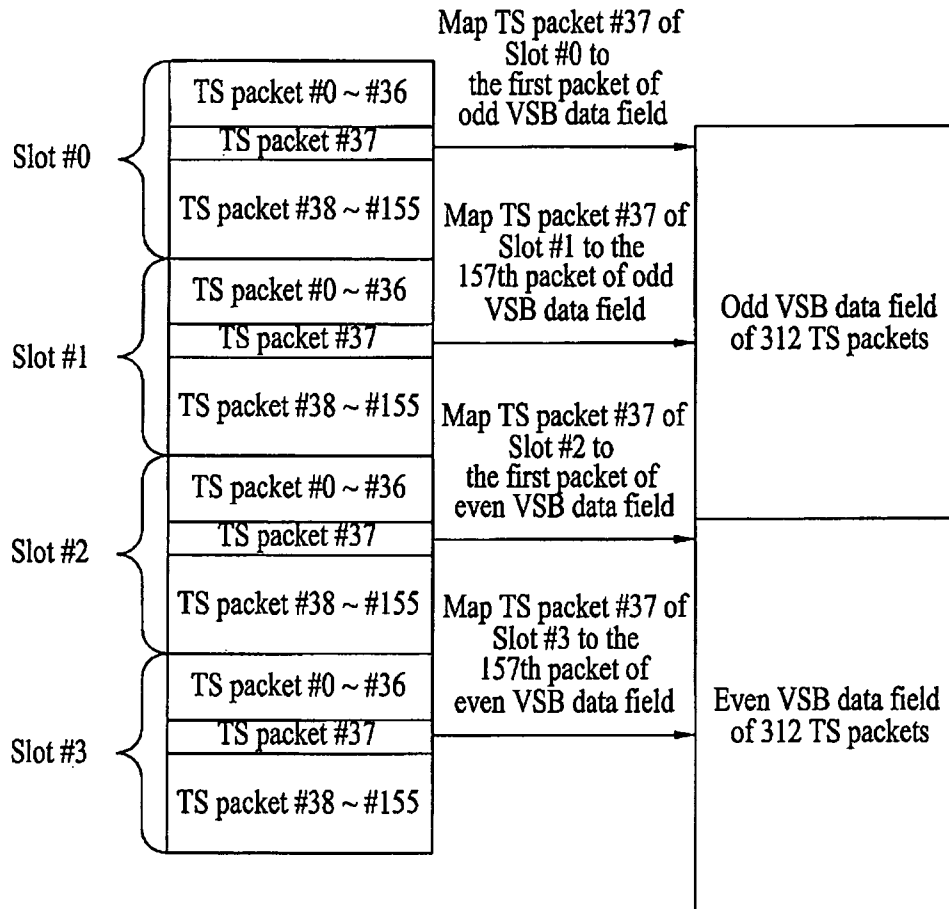 Slot #0
TS packet #0 ~ #36
TS packet #37
TS packet #38 ~ #155
Slot #1
TS packet #0 ~ #36
TS packet #37
TS packet #38 ~ #155
Slot #2
TS packet #0 ~ #36
TS packet #37
TS packet #38 ~ #155
Slot #3
TS packet #0 ~ #36
TS packet #37
TS packet #38 ~ #155
Map TS packet #37 of
Slot #0 to
the first packet of
odd VSB data field
Map TS packet #37 of
Slot #1 to the
157th packet of odd
VSB data field
Map TS packet #37 of
Slot #2 to
the first packet of
even VSB data field
Map TS packet #37 of
Slot #3 to the
157th packet of
even VSB data field
Odd VSB data field
of 312 TS packets
Even VSB data field
of 312 TS packets